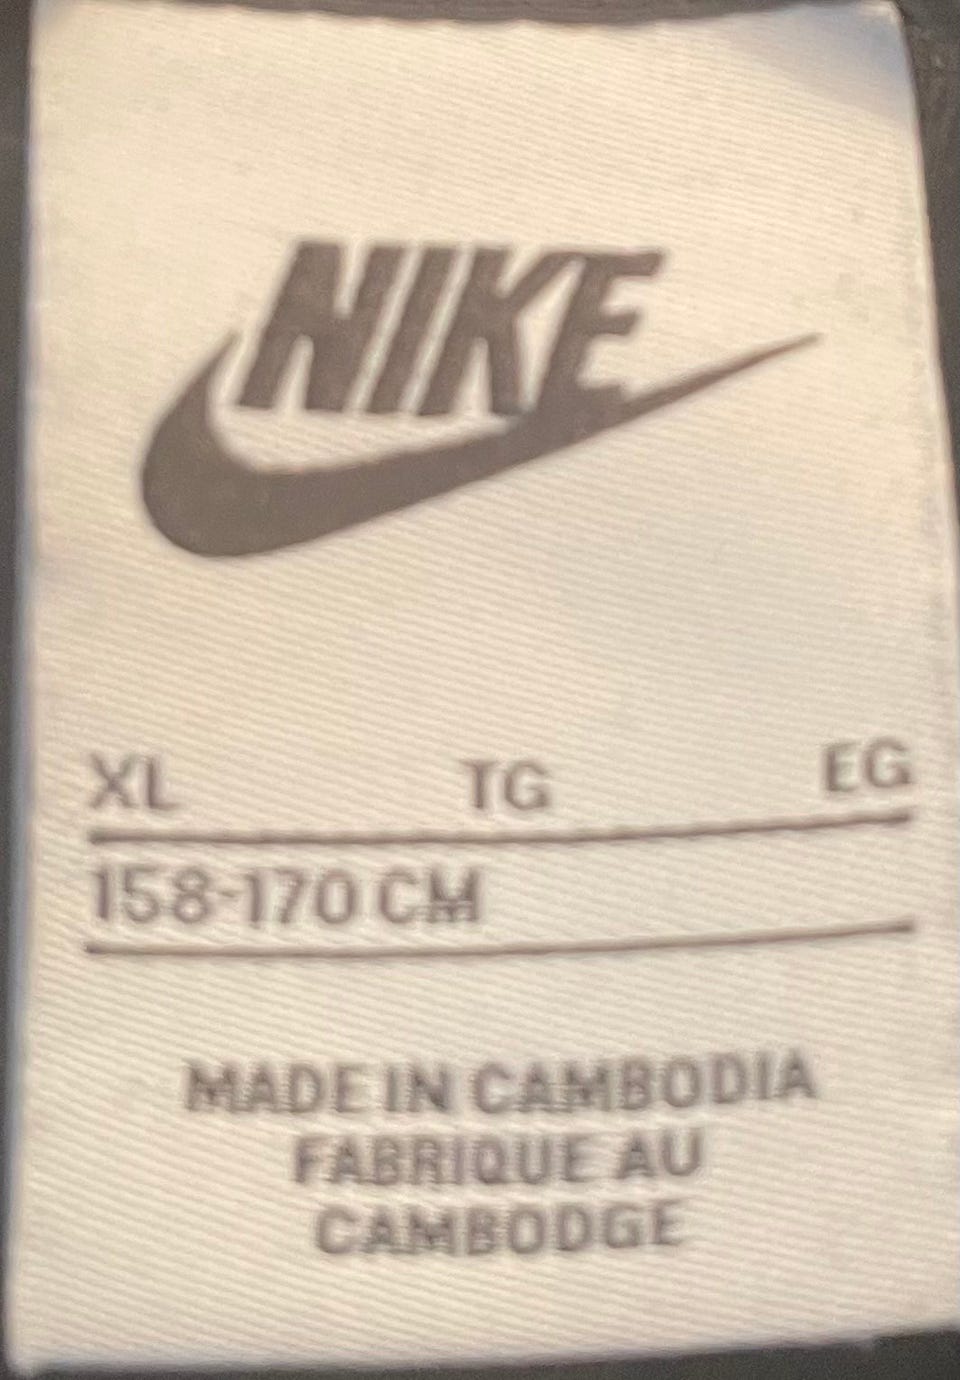 NIKE
XL TG EG
158-170 CM
MADE IN CAMBODIA
FABRIQUE AU
CAMBODGE